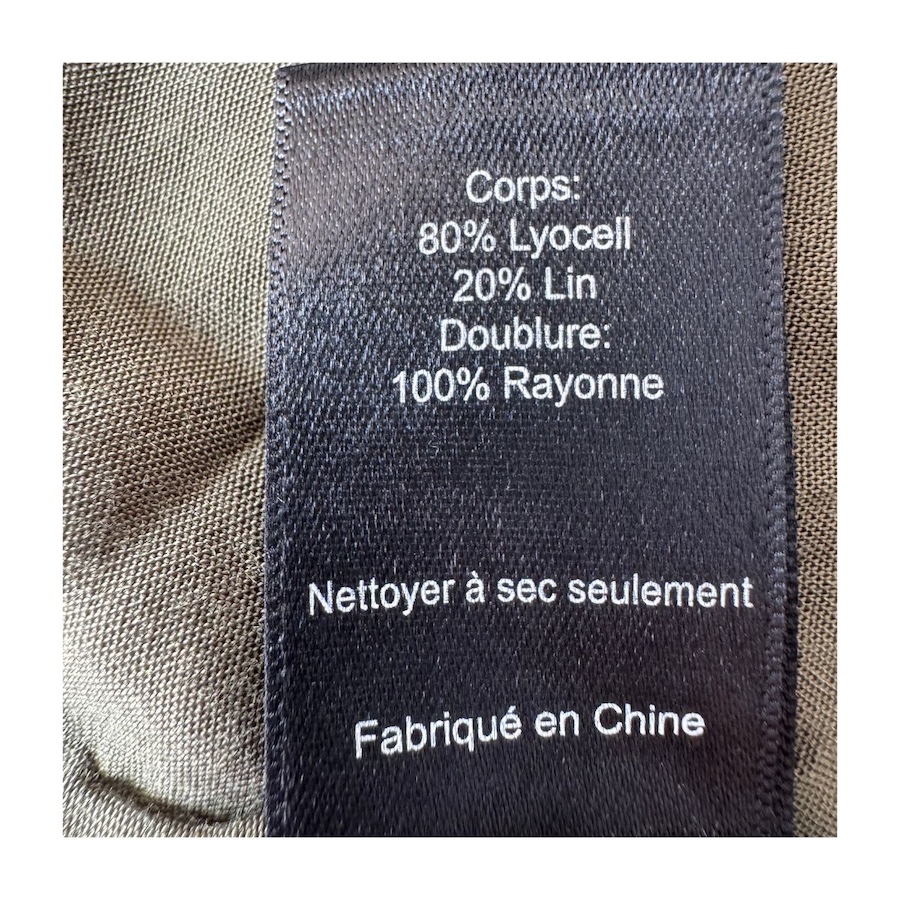 Corps:
80% Lyocell
20% Lin
Doublure:
100% Rayonne
Nettoyer à sec seulement
Fabriqué en Chine